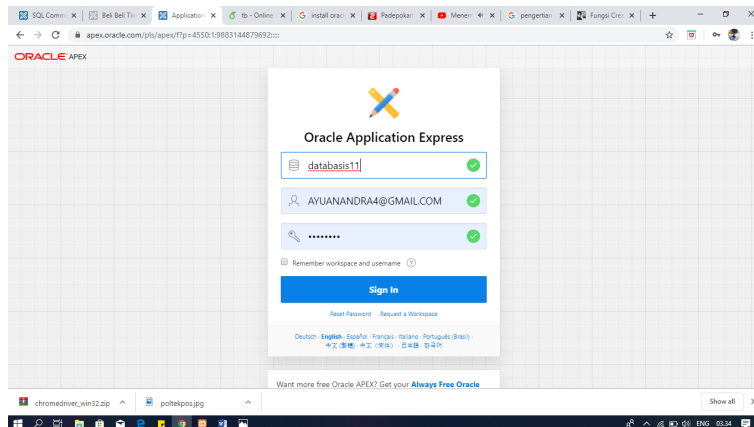 SQL Comm
Beli Beli Tik
Application
tb - Online
G install oracl
Padepokan
Menem
G pengertian
Fungsi Crea
apex.oracle.com/pls/apex/f?p=4550:1:9883144879692:::::
ORACLE APEX
Oracle Application Express
databasis11
AYUANANDRA4@GMAIL.COM
••••••••
Remember workspace and username ?
Sign In
Reset Password Request a Workspace
Deutsch · English · Español · Français · Italiano · Português (Brasil) ·
中文 (繁體) · 中文 (简体) · 日本語 · 한국어
Want more free Oracle APEX? Get your Always Free Oracle
chromedriver_win32.zip
poltekpos.jpg
Show all
ENG 03.34